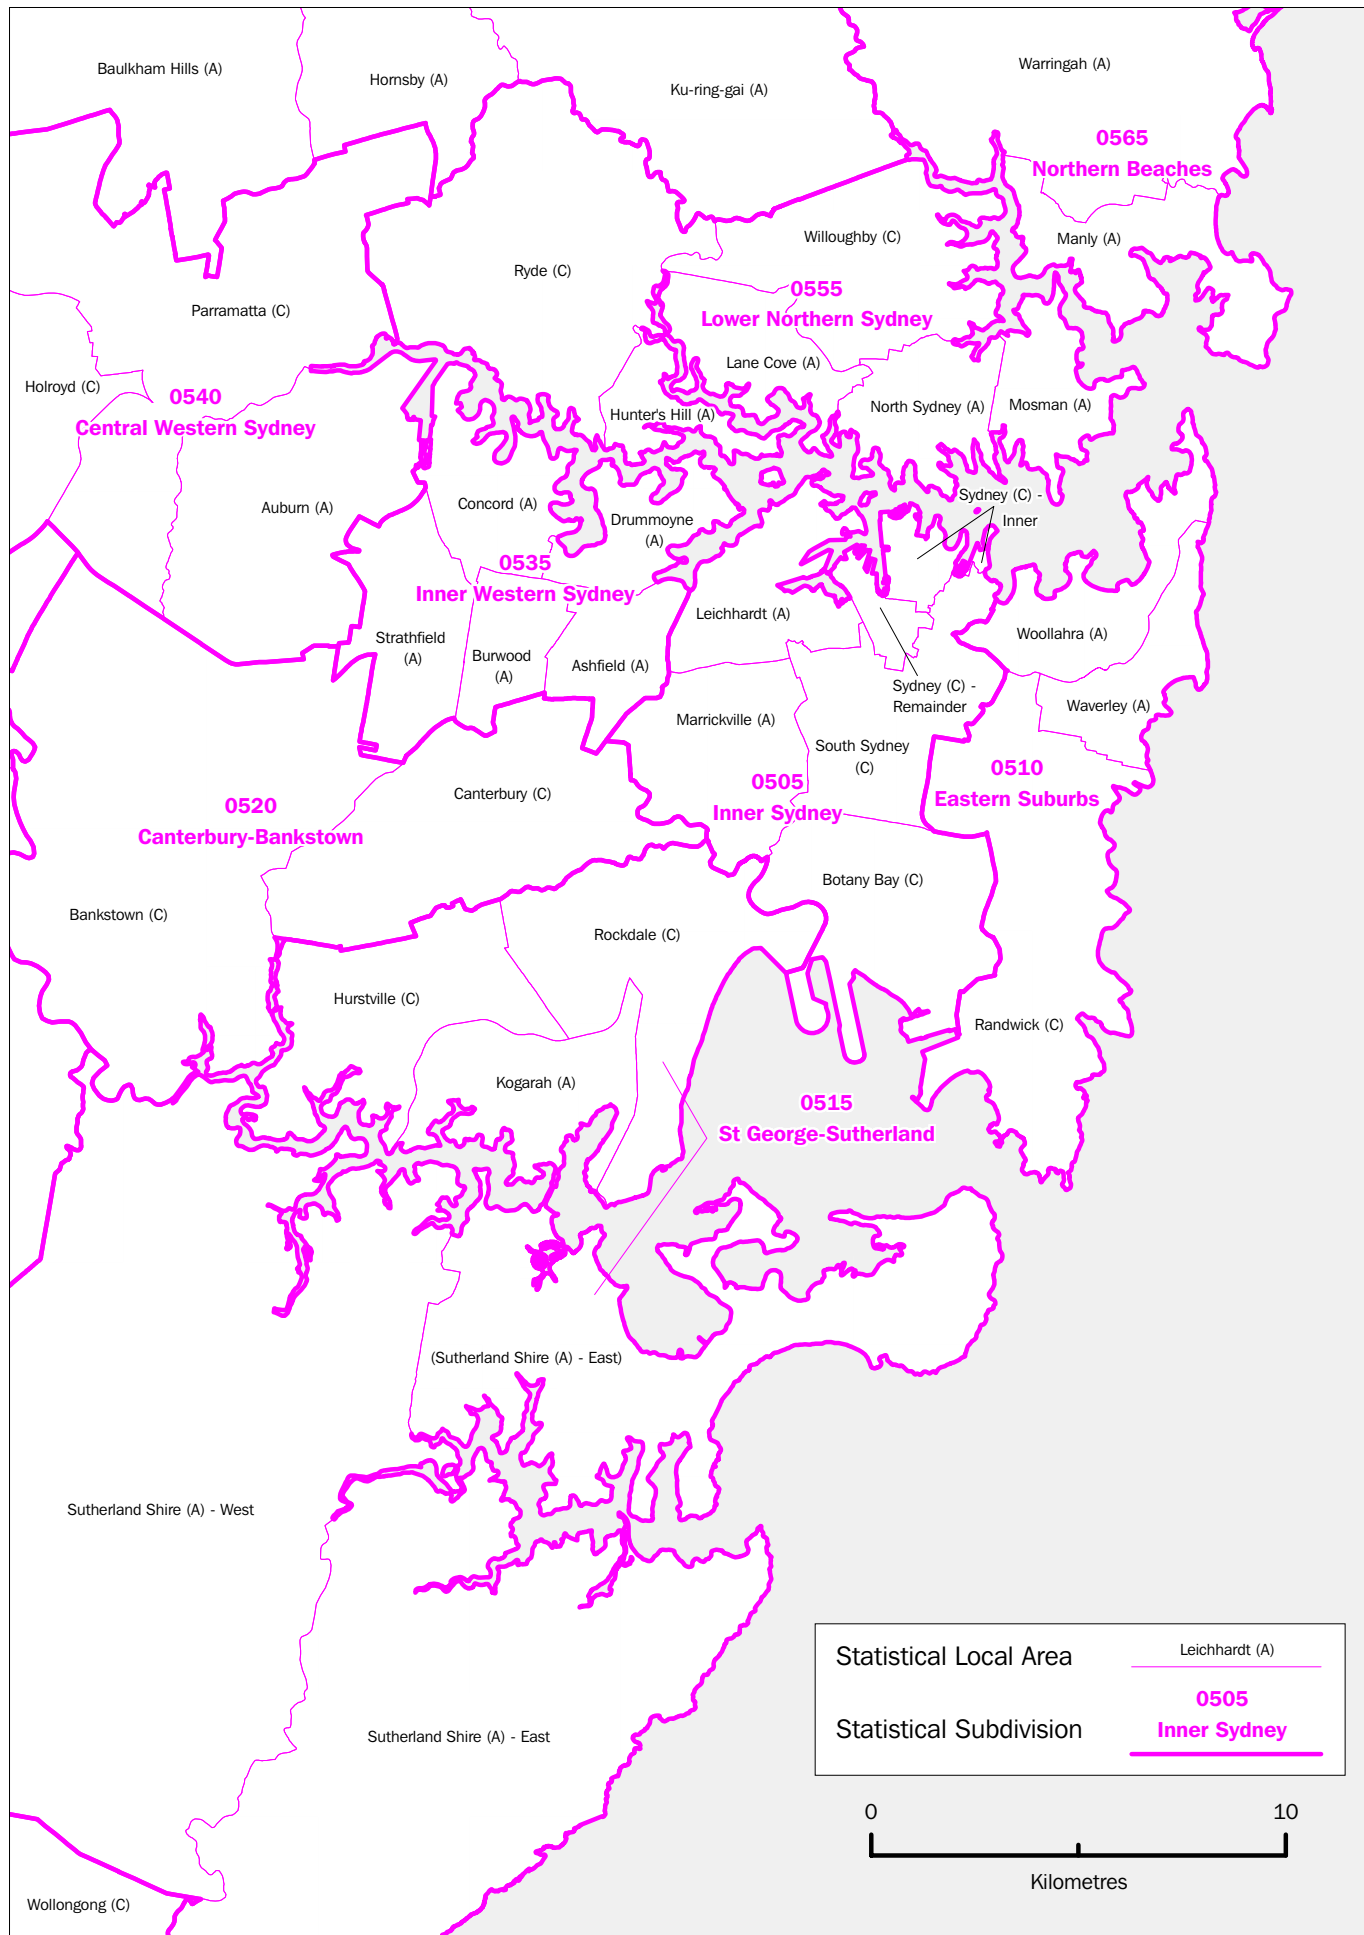 Baulkham Hills (A)
Hornsby (A)
Ku-ring-gai (A)
Warringah (A)
0565
Northern Beaches
Willoughby (C)
Manly (A)
Ryde (C)
0555
Lower Northern Sydney
Parramatta (C)
Lane Cove (A)
Holroyd (C)
0540
Central Western Sydney
Hunter's Hill (A)
North Sydney (A)
Mosman (A)
Auburn (A)
Concord (A)
Drummoyne
(A)
Sydney (C) -
Inner
0535
Inner Western Sydney
Leichhardt (A)
Woollahra (A)
Strathfield
(A)
Burwood
(A)
Ashfield (A)
Sydney (C) -
Remainder
Marrickville (A)
Waverley (A)
South Sydney
(C)
0505
Inner Sydney
0510
Eastern Suburbs
0520
Canterbury-Bankstown
Canterbury (C)
Botany Bay (C)
Bankstown (C)
Rockdale (C)
Hurstville (C)
Randwick (C)
Kogarah (A)
0515
St George-Sutherland
(Sutherland Shire (A) - East)
Sutherland Shire (A) - West
Sutherland Shire (A) - East
Wollongong (C)
Statistical Local Area
Leichhardt (A)
Statistical Subdivision
0505
Inner Sydney
0
10
Kilometres